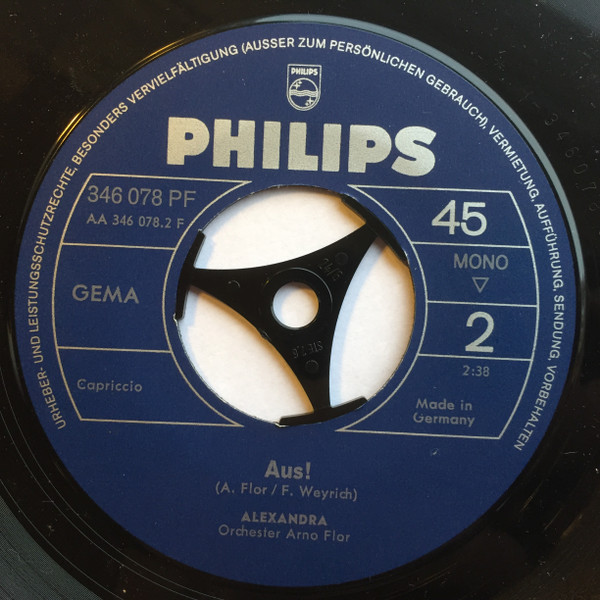 URHEBER- UND LEISTUNGSSCHUTZRECHTE, BESONDERS VERVIELFÄLTIGUNG (AUSSER ZUM PERSÖNLICHEN GEBRAUCH), VERMIETUNG, AUFFÜHRUNG, SENDUNG, VORBEHALTEN
PHILIPS
PHILIPS
346 078 PF
AA 346 078.2 F
45
MONO
GEMA
2
2:38
Capriccio
Made in
Germany
Aus!
(A. Flor / F. Weyrich)
ALEXANDRA
Orchester Arno Flor